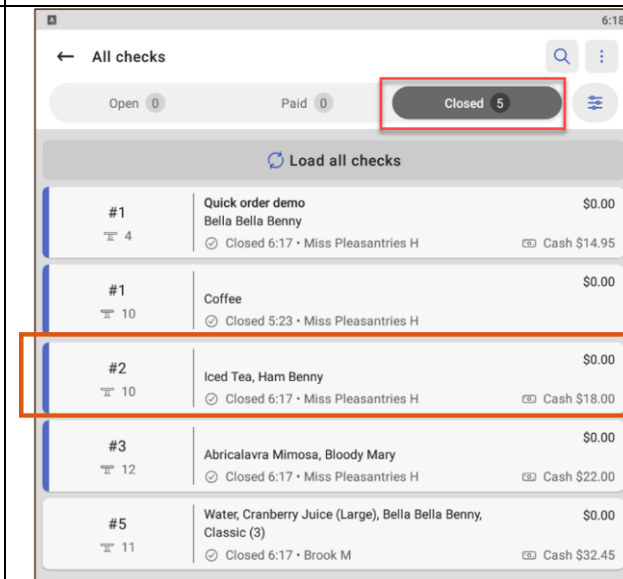 6:18
All checks
Open 0 Paid 0 Closed 5
Load all checks
#1 Quick order demo $0.00
Bella Bella Benny
4 Closed 6:17 • Miss Pleasantries H Cash $14.95
#1 Coffee $0.00
10 Closed 5:23 • Miss Pleasantries H
#2 Iced Tea, Ham Benny $0.00
10 Closed 6:17 • Miss Pleasantries H Cash $18.00
#3 Abricalavra Mimosa, Bloody Mary $0.00
12 Closed 6:17 • Miss Pleasantries H Cash $22.00
#5 Water, Cranberry Juice (Large), Bella Bella Benny, $0.00
Classic (3)
11 Closed 6:17 • Brook M Cash $32.45